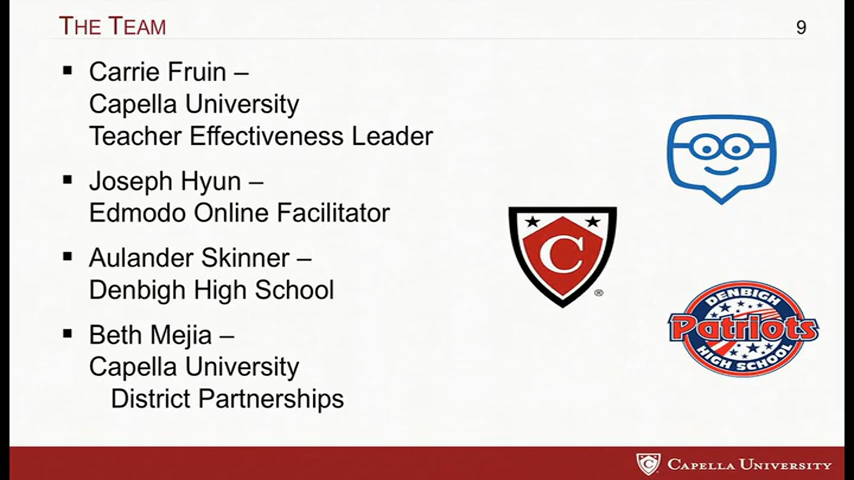 THE TEAM
9
▪ Carrie Fruin –
Capella University
Teacher Effectiveness Leader
▪ Joseph Hyun –
Edmodo Online Facilitator
▪ Aulander Skinner –
Denbigh High School
▪ Beth Mejia –
Capella University
District Partnerships
C
®
DENBIGH
Patriots
HIGH SCHOOL
CAPELLA UNIVERSITY